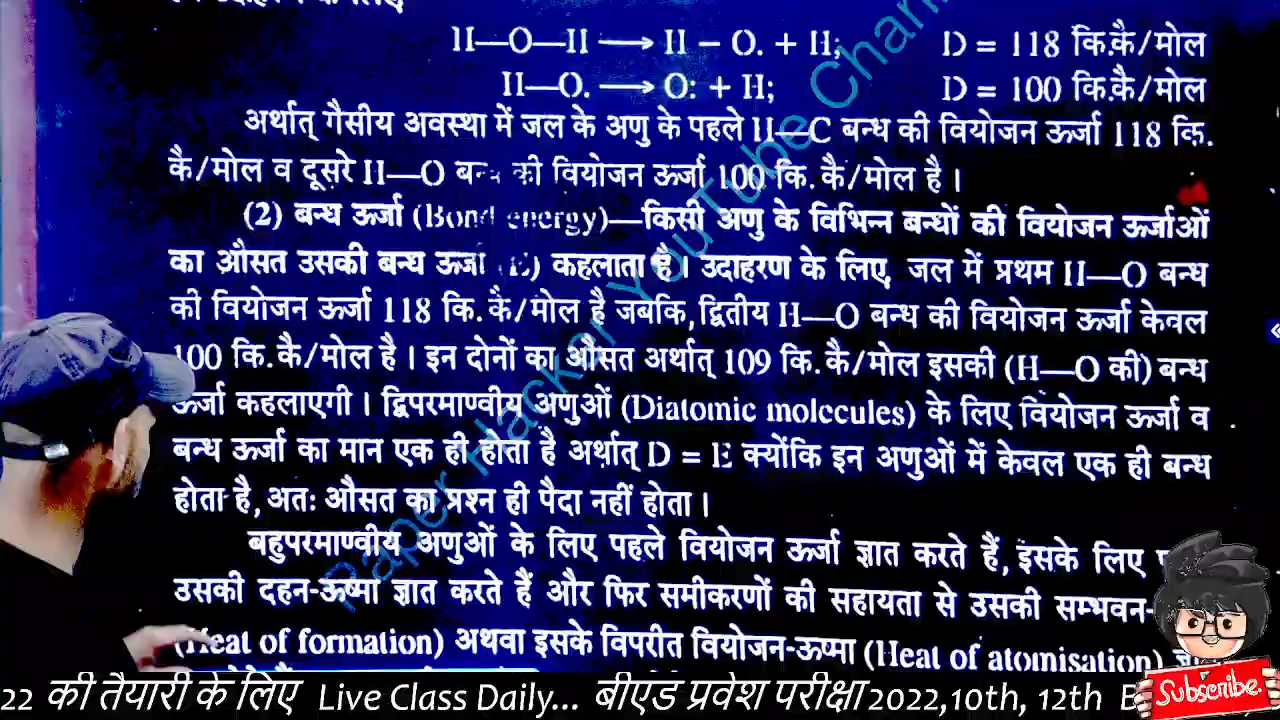 H—O—H ⟶ H – O. + H; D = 118 कि.कै/मोल
H—O. ⟶ O: + H; D = 100 कि.कै/मोल
अर्थात् गैसीय अवस्था में जल के अणु के पहले H—C बन्ध की वियोजन ऊर्जा 118 कि.
कै/मोल व दूसरे H—O बन्ध की वियोजन ऊर्जा 100 कि.कै/मोल है।
(2) बन्ध ऊर्जा (Bond energy)—किसी अणु के विभिन्न बन्धों की वियोजन ऊर्जाओं
का औसत उसकी बन्ध ऊर्जा (E) कहलाता है। उदाहरण के लिए, जल में प्रथम H—O बन्ध
की वियोजन ऊर्जा 118 कि.कै/मोल है जबकि, द्वितीय H—O बन्ध की वियोजन ऊर्जा केवल
100 कि.कै/मोल है। इन दोनों का औसत अर्थात् 109 कि.कै/मोल इसकी (H—O की) बन्ध
ऊर्जा कहलाएगी। द्विपरमाण्वीय अणुओं (Diatomic molecules) के लिए वियोजन ऊर्जा व
बन्ध ऊर्जा का मान एक ही होता है अर्थात् D = E क्योंकि इन अणुओं में केवल एक ही बन्ध
होता है, अतः औसत का प्रश्न ही पैदा नहीं होता।
बहुपरमाण्वीय अणुओं के लिए पहले वियोजन ऊर्जा ज्ञात करते हैं, इसके लिए
उसकी दहन-ऊष्मा ज्ञात करते हैं और फिर समीकरणों की सहायता से उसकी सम्भवन-
(Heat of formation) अथवा इसके विपरीत वियोजन-ऊष्मा (Heat of atomisation)
Paper Hacker YouTube Chan
22 की तैयारी के लिए Live Class Daily... बीएड प्रवेश परीक्षा 2022,10th, 12th B
Subscribe.